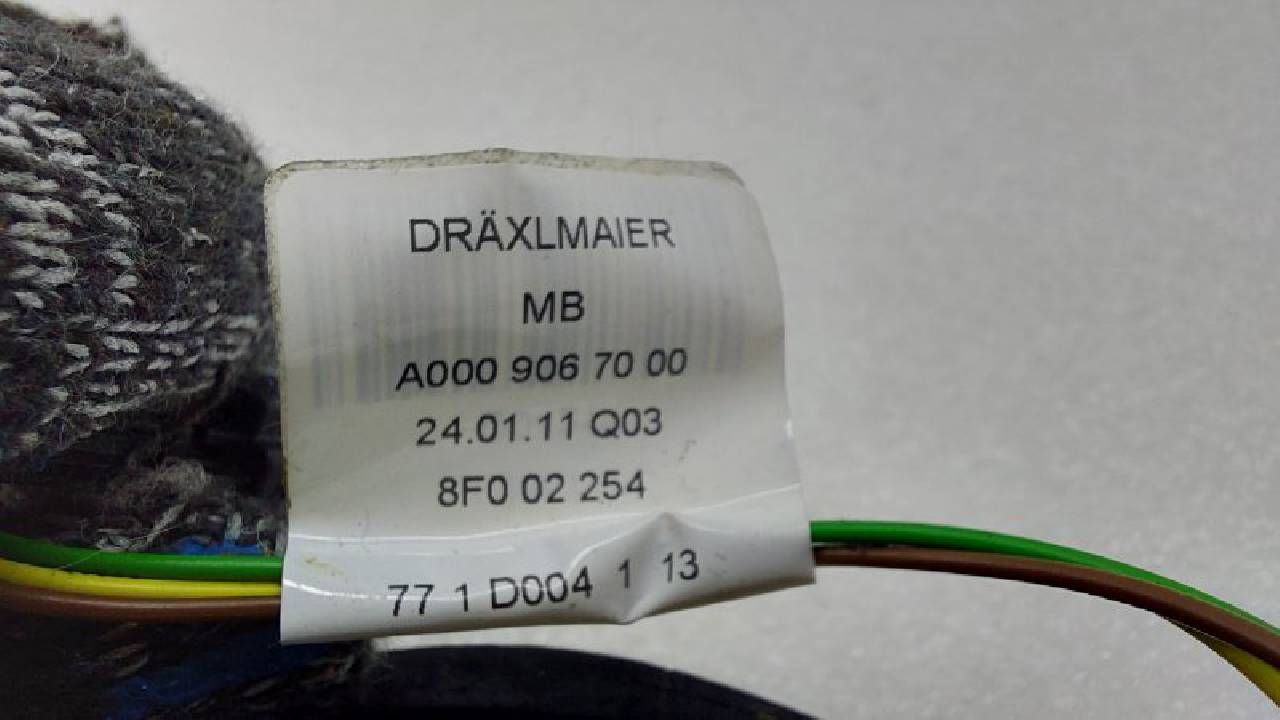 DRÄXLMAIER
MB
A000 906 70 00
24.01.11 Q03
8F0 02 254
77 1 D004 1 13